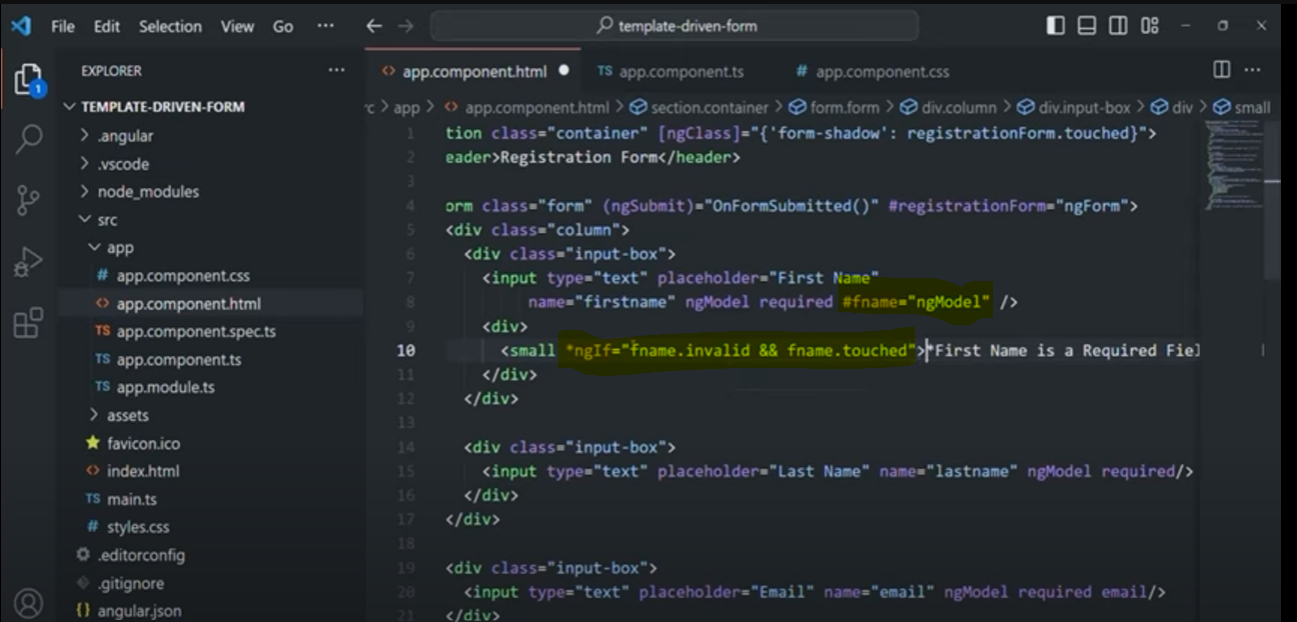 File Edit Selection View Go ··· template-driven-form
EXPLORER ···
app.component.html TS app.component.ts # app.component.css ···
TEMPLATE-DRIVEN-FORM
rc > app > <> app.component.html > section.container > form.form > div.column > div.input-box > div > small
1
.angular
.vscode
node_modules
src
app
# app.component.css
<> app.component.html
TS app.component.spec.ts
TS app.component.ts
TS app.module.ts
assets
favicon.ico
<> index.html
TS main.ts
# styles.css
.editorconfig
.gitignore
{} angular.json
1 tion class="container" [ngClass]="{'form-shadow': registrationForm.touched}">
2 eader>Registration Form</header>
3
4 orm class="form" (ngSubmit)="OnFormSubmitted()" #registrationForm="ngForm">
5 <div class="column">
6 <div class="input-box">
7 <input type="text" placeholder="First Name"
8 name="firstname" ngModel required #fname="ngModel" />
9 <div>
10 <small *ngIf="fname.invalid && fname.touched">*First Name is a Required Fiel
11 </div>
12 </div>
13
14 <div class="input-box">
15 <input type="text" placeholder="Last Name" name="lastname" ngModel required/>
16 </div>
17 </div>
18
19 <div class="input-box">
20 <input type="text" placeholder="Email" name="email" ngModel required email/>
21 </div>